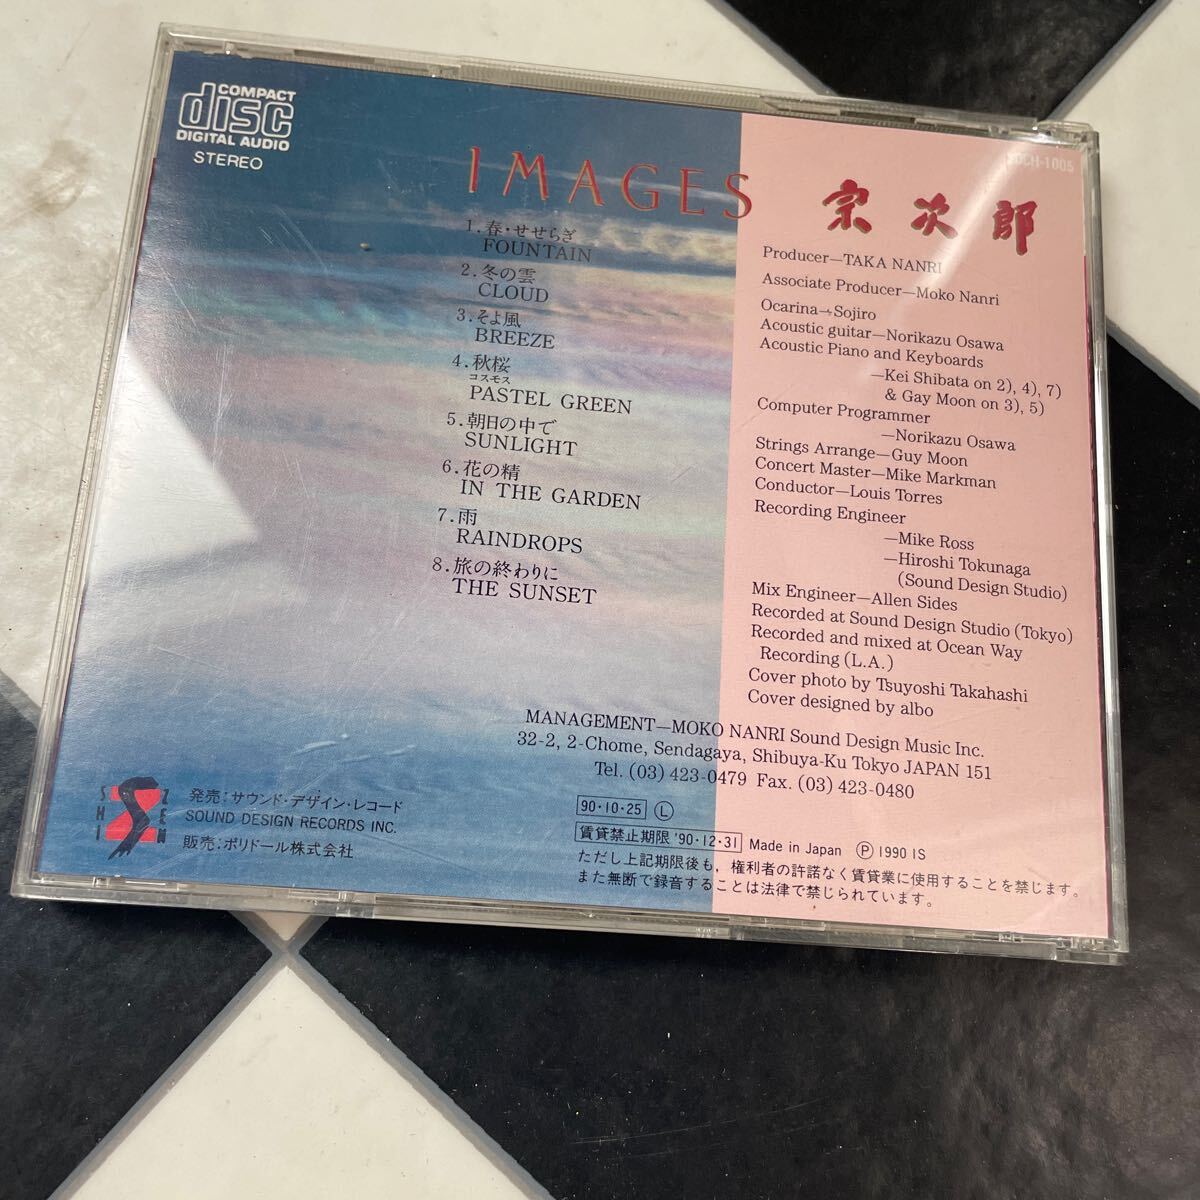 COMPACT
disc
DIGITAL AUDIO
STEREO
IMAGES
宗次郎
SDCH-1005
1.春・せせらぎ
FOUNTAIN
2.冬の雲
CLOUD
3.そよ風
BREEZE
4.秋桜
コスモス
PASTEL GREEN
5.朝日の中で
SUNLIGHT
6.花の精
IN THE GARDEN
7.雨
RAINDROPS
8.旅の終わりに
THE SUNSET
Producer—TAKA NANRI
Associate Producer—Moko Nanri
Ocarina—Sojiro
Acoustic guitar—Norikazu Osawa
Acoustic Piano and Keyboards
—Kei Shibata on 2), 4), 7)
& Gay Moon on 3), 5)
Computer Programmer
—Norikazu Osawa
Strings Arrange—Guy Moon
Concert Master—Mike Markman
Conductor—Louis Torres
Recording Engineer
—Mike Ross
—Hiroshi Tokunaga
(Sound Design Studio)
Mix Engineer—Allen Sides
Recorded at Sound Design Studio (Tokyo)
Recorded and mixed at Ocean Way
Recording (L.A.)
Cover photo by Tsuyoshi Takahashi
Cover designed by albo
MANAGEMENT—MOKO NANRI Sound Design Music Inc.
32-2, 2-Chome, Sendagaya, Shibuya-Ku Tokyo JAPAN 151
Tel. (03) 423-0479 Fax. (03) 423-0480
SHI ZEN
発売：サウンド・デザイン・レコード
SOUND DESIGN RECORDS INC.
販売：ポリドール株式会社
90・10・25 Ⓛ
賃貸禁止期限 '90・12・31 Made in Japan Ⓟ 1990 IS
ただし上記期限後も、権利者の許諾なく賃貸業に使用することを禁じます。
また無断で録音することは法律で禁じられています。